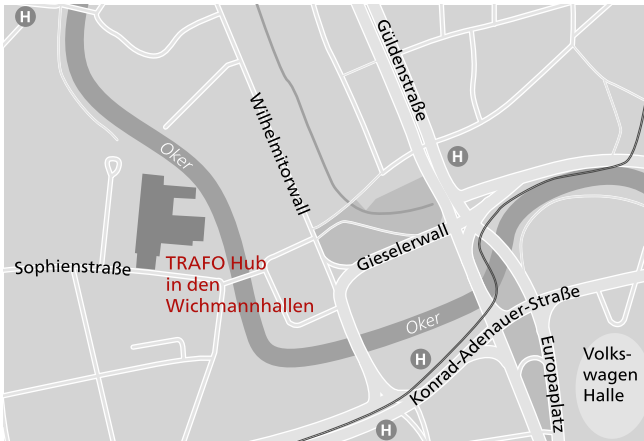 H
Güldenstraße
Wilhelmitorwall
Oker
H
Gieselerwall
Sophienstraße
TRAFO Hub
in den
Wichmannhallen
Oker
Konrad-Adenauer-Straße
H
Europaplatz
Volks-
wagen
Halle
H